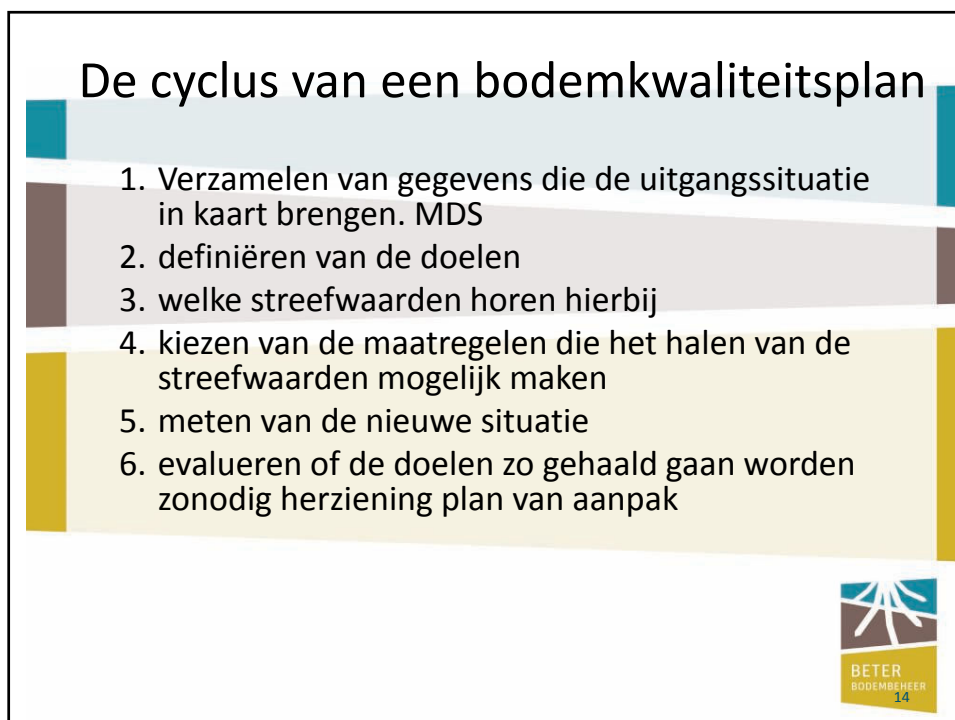 De cyclus van een bodemkwaliteitsplan
1. Verzamelen van gegevens die de uitgangssituatie
in kaart brengen. MDS
2. definiëren van de doelen
3. welke streefwaarden horen hierbij
4. kiezen van de maatregelen die het halen van de
streefwaarden mogelijk maken
5. meten van de nieuwe situatie
6. evalueren of de doelen zo gehaald gaan worden
zonodig herziening plan van aanpak
BETER
BODEMBEHEER
14